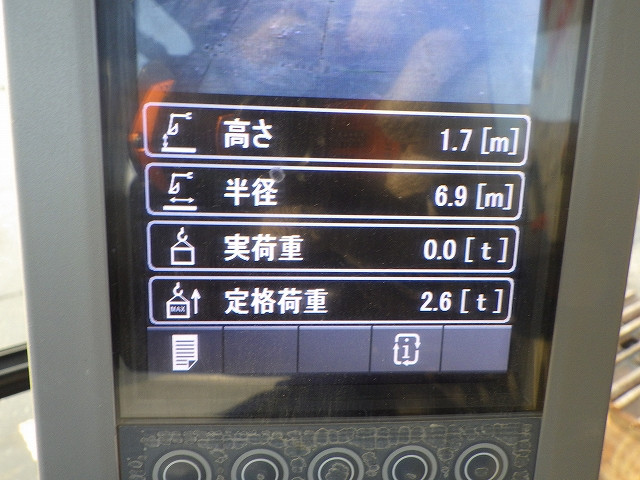 高さ 1.7 [m]
半径 6.9 [m]
実荷重 0.0 [ t ]
MAX 定格荷重 2.6 [ t ]
i